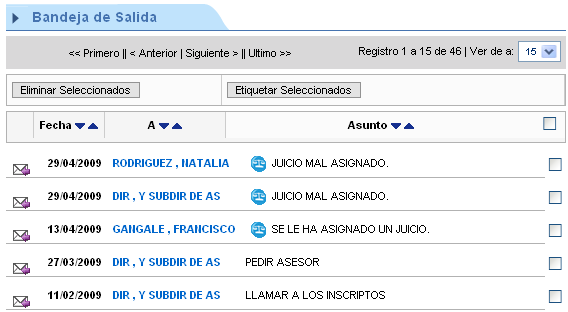 Bandeja de Salida
<< Primero || < Anterior | Siguiente > || Ultimo >> Registro 1 a 15 de 46 | Ver de a: 15
Eliminar Seleccionados Etiquetar Seleccionados
Fecha A Asunto
29/04/2009 RODRIGUEZ , NATALIA JUICIO MAL ASIGNADO.
29/04/2009 DIR , Y SUBDIR DE AS JUICIO MAL ASIGNADO.
13/04/2009 GANGALE , FRANCISCO SE LE HA ASIGNADO UN JUICIO.
27/03/2009 DIR , Y SUBDIR DE AS PEDIR ASESOR
11/02/2009 DIR , Y SUBDIR DE AS LLAMAR A LOS INSCRIPTOS